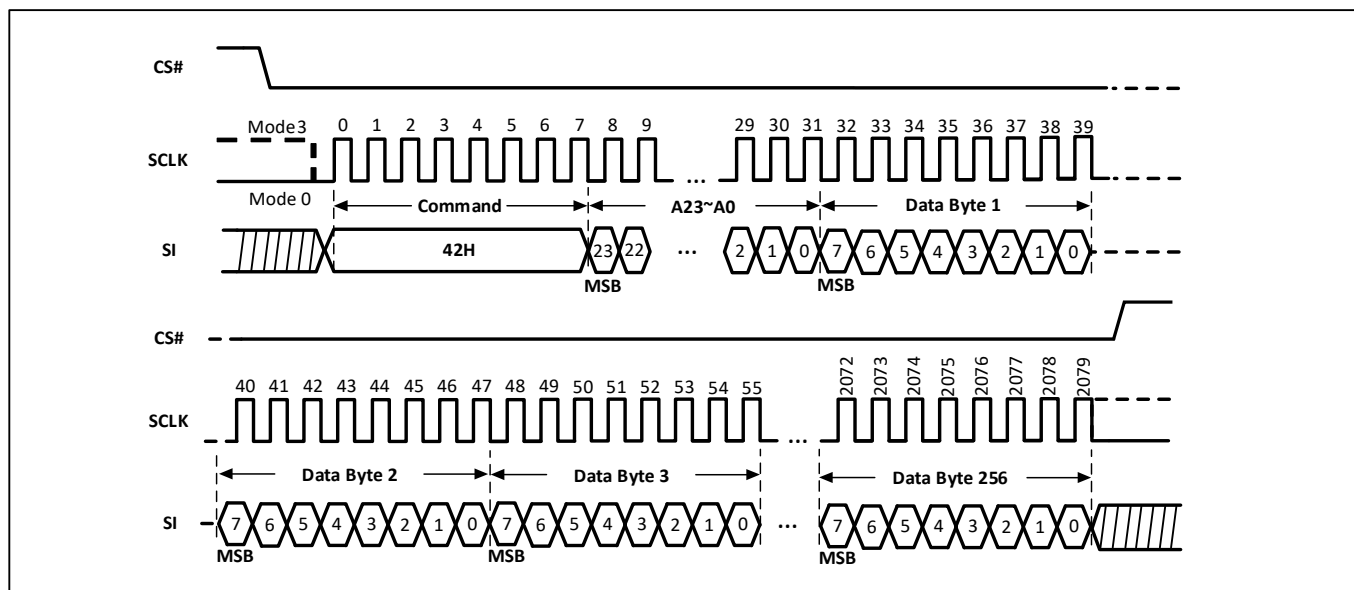 CS#
Mode3 0 1 2 3 4 5 6 7 8 9 29 30 31 32 33 34 35 36 37 38 39
SCLK ...
Mode 0 Command A23~A0 Data Byte 1
SI 42H 23 22 ... 2 1 0 7 6 5 4 3 2 1 0
MSB MSB
CS#
40 41 42 43 44 45 46 47 48 49 50 51 52 53 54 55 2072 2073 2074 2075 2076 2077 2078 2079
SCLK ...
Data Byte 2 Data Byte 3 Data Byte 256
SI 7 6 5 4 3 2 1 0 7 6 5 4 3 2 1 0 ... 7 6 5 4 3 2 1 0
MSB MSB MSB